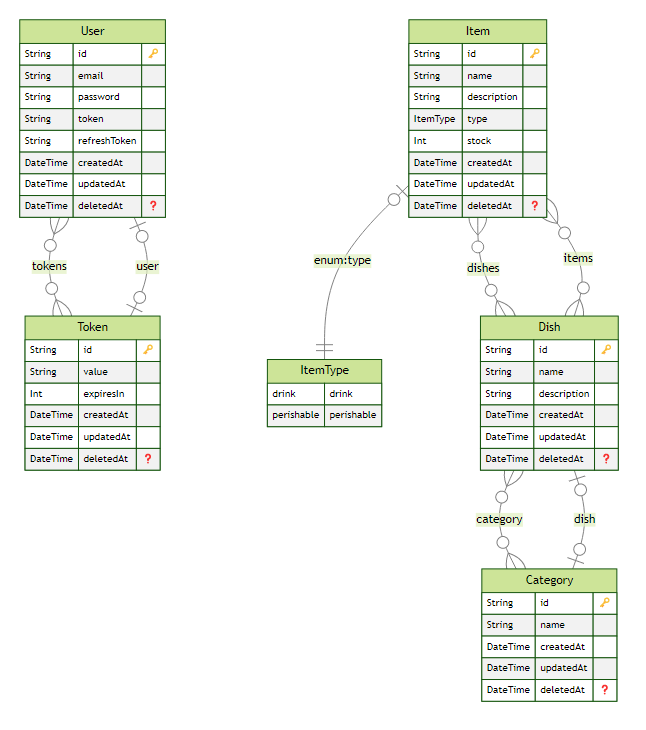 User
String id
String email
String password
String token
String refreshToken
DateTime createdAt
DateTime updatedAt
DateTime deletedAt ?
Item
String id
String name
String description
ItemType type
Int stock
DateTime createdAt
DateTime updatedAt
DateTime deletedAt ?
tokens
user
enum:type
dishes
items
Token
String id
String value
Int expiresIn
DateTime createdAt
DateTime updatedAt
DateTime deletedAt ?
ItemType
drink drink
perishable perishable
Dish
String id
String name
String description
DateTime createdAt
DateTime updatedAt
DateTime deletedAt ?
category
dish
Category
String id
String name
DateTime createdAt
DateTime updatedAt
DateTime deletedAt ?